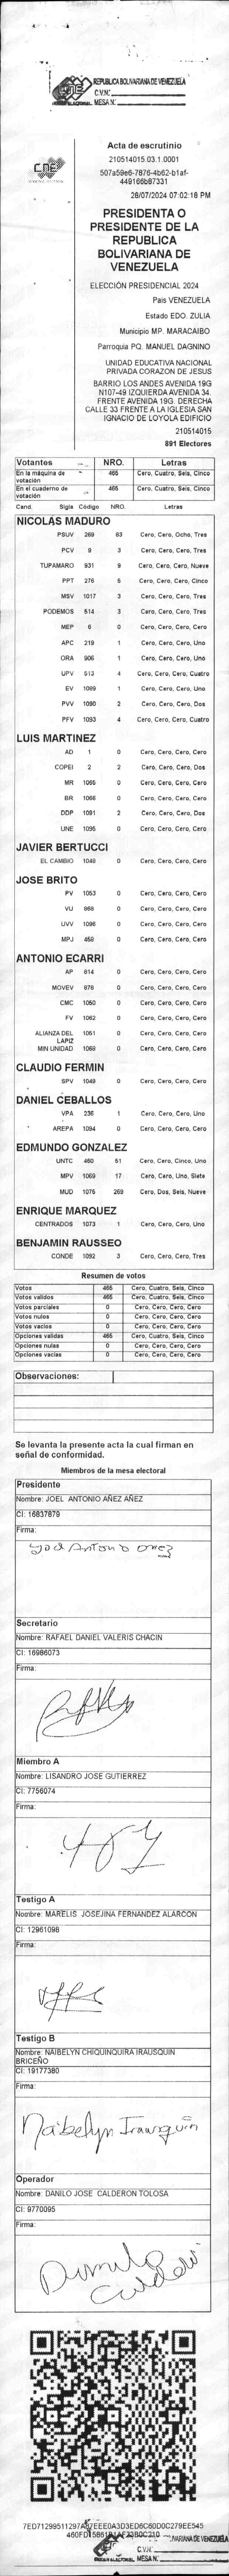 REPUBLICA BOLIVARIANA DE VENEZUELA
C.V.N.
MESA N.
CNE
Acta de escrutinio
210514015.03.1.0001
507a59e6-7876-4b62-b1af-
449166b87331
28/07/2024 07:02:18 PM
PRESIDENTA O
PRESIDENTE DE LA
REPUBLICA
BOLIVARIANA DE
VENEZUELA
ELECCIÓN PRESIDENCIAL 2024
Pais VENEZUELA
Estado EDO. ZULIA
Municipio MP. MARACAIBO
Parroquia PQ. MANUEL DAGNINO
UNIDAD EDUCATIVA NACIONAL
PRIVADA CORAZON DE JESUS
BARRIO LOS ANDES AVENIDA 19G
N107-49 IZQUIERDA AVENIDA 34.
FRENTE AVENIDA 19G. DERECHA
CALLE 33 FRENTE A LA IGLESIA SAN
IGNACIO DE LOYOLA EDIFICIO
210514015
891 Electores
Votantes NRO. Letras
En la máquina de votación 465 Cero, Cuatro, Seis, Cinco
En el cuaderno de votación 465 Cero, Cuatro, Seis, Cinco
Cand. Sigla Código NRO. Letras
NICOLAS MADURO
PSUV 269 83 Cero, Cero, Ocho, Tres
PCV 9 3 Cero, Cero, Cero, Tres
TUPAMARO 931 9 Cero, Cero, Cero, Nueve
PPT 276 5 Cero, Cero, Cero, Cinco
MSV 1017 3 Cero, Cero, Cero, Tres
PODEMOS 514 3 Cero, Cero, Cero, Tres
MEP 6 0 Cero, Cero, Cero, Cero
APC 219 1 Cero, Cero, Cero, Uno
ORA 906 1 Cero, Cero, Cero, Uno
UPV 513 4 Cero, Cero, Cero, Cuatro
EV 1089 1 Cero, Cero, Cero, Uno
PVV 1090 2 Cero, Cero, Cero, Dos
PFV 1093 4 Cero, Cero, Cero, Cuatro
LUIS MARTINEZ
AD 1 0 Cero, Cero, Cero, Cero
COPEI 2 2 Cero, Cero, Cero, Dos
MR 1065 0 Cero, Cero, Cero, Cero
BR 1066 0 Cero, Cero, Cero, Cero
DDP 1091 2 Cero, Cero, Cero, Dos
UNE 1095 0 Cero, Cero, Cero, Cero
JAVIER BERTUCCI
EL CAMBIO 1048 0 Cero, Cero, Cero, Cero
JOSE BRITO
PV 1053 0 Cero, Cero, Cero, Cero
VU 868 0 Cero, Cero, Cero, Cero
UVV 1096 0 Cero, Cero, Cero, Cero
MPJ 458 0 Cero, Cero, Cero, Cero
ANTONIO ECARRI
AP 814 0 Cero, Cero, Cero, Cero
MOVEV 878 0 Cero, Cero, Cero, Cero
CMC 1050 0 Cero, Cero, Cero, Cero
FV 1062 0 Cero, Cero, Cero, Cero
ALIANZA DEL LAPIZ 1051 0 Cero, Cero, Cero, Cero
MIN UNIDAD 1068 0 Cero, Cero, Cero, Cero
CLAUDIO FERMIN
SPV 1049 0 Cero, Cero, Cero, Cero
DANIEL CEBALLOS
VPA 236 1 Cero, Cero, Cero, Uno
AREPA 1094 0 Cero, Cero, Cero, Cero
EDMUNDO GONZALEZ
UNTC 460 51 Cero, Cero, Cinco, Uno
MPV 1069 17 Cero, Cero, Uno, Siete
MUD 1075 269 Cero, Dos, Seis, Nueve
ENRIQUE MARQUEZ
CENTRADOS 1073 1 Cero, Cero, Cero, Uno
BENJAMIN RAUSSEO
CONDE 1092 3 Cero, Cero, Cero, Tres
Resumen de votos
Votos 465 Cero, Cuatro, Seis, Cinco
Votos validos 465 Cero, Cuatro, Seis, Cinco
Votos parciales 0 Cero, Cero, Cero, Cero
Votos nulos 0 Cero, Cero, Cero, Cero
Votos vacios 0 Cero, Cero, Cero, Cero
Opciones validas 465 Cero, Cuatro, Seis, Cinco
Opciones nulas 0 Cero, Cero, Cero, Cero
Opciones vacias 0 Cero, Cero, Cero, Cero
Observaciones:
Se levanta la presente acta la cual firman en
señal de conformidad.
Miembros de la mesa electoral
Presidente
Nombre: JOEL ANTONIO AÑEZ AÑEZ
CI: 16837879
Firma:
Joel Antonio
Secretario
Nombre: RAFAEL DANIEL VALERIS CHACIN
CI: 16986073
Firma:
Miembro A
Nombre: LISANDRO JOSE GUTIERREZ
CI: 7756074
Firma:
Testigo A
Nombre: MARELIS JOSEJINA FERNANDEZ ALARCON
CI: 12961098
Firma:
Testigo B
Nombre: NAIBELYN CHIQUINQUIRA IRAUSQUIN
BRICEÑO
CI: 19177380
Firma:
Naibelyn Irausquin
Operador
Nombre: DANILO JOSE CALDERON TOLOSA
CI: 9770095
Firma:
Danilo
VENEZUELA
C.V.N.
MESA N.